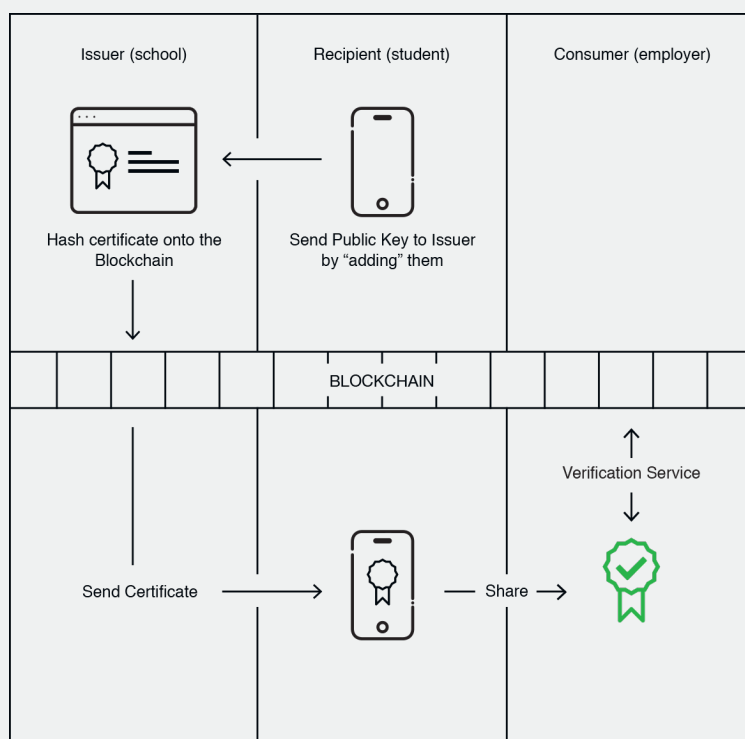 Issuer (school)
Recipient (student)
Consumer (employer)
Hash certificate onto the
Blockchain
Send Public Key to Issuer
by “adding” them
BLOCKCHAIN
Verification Service
Send Certificate
Share